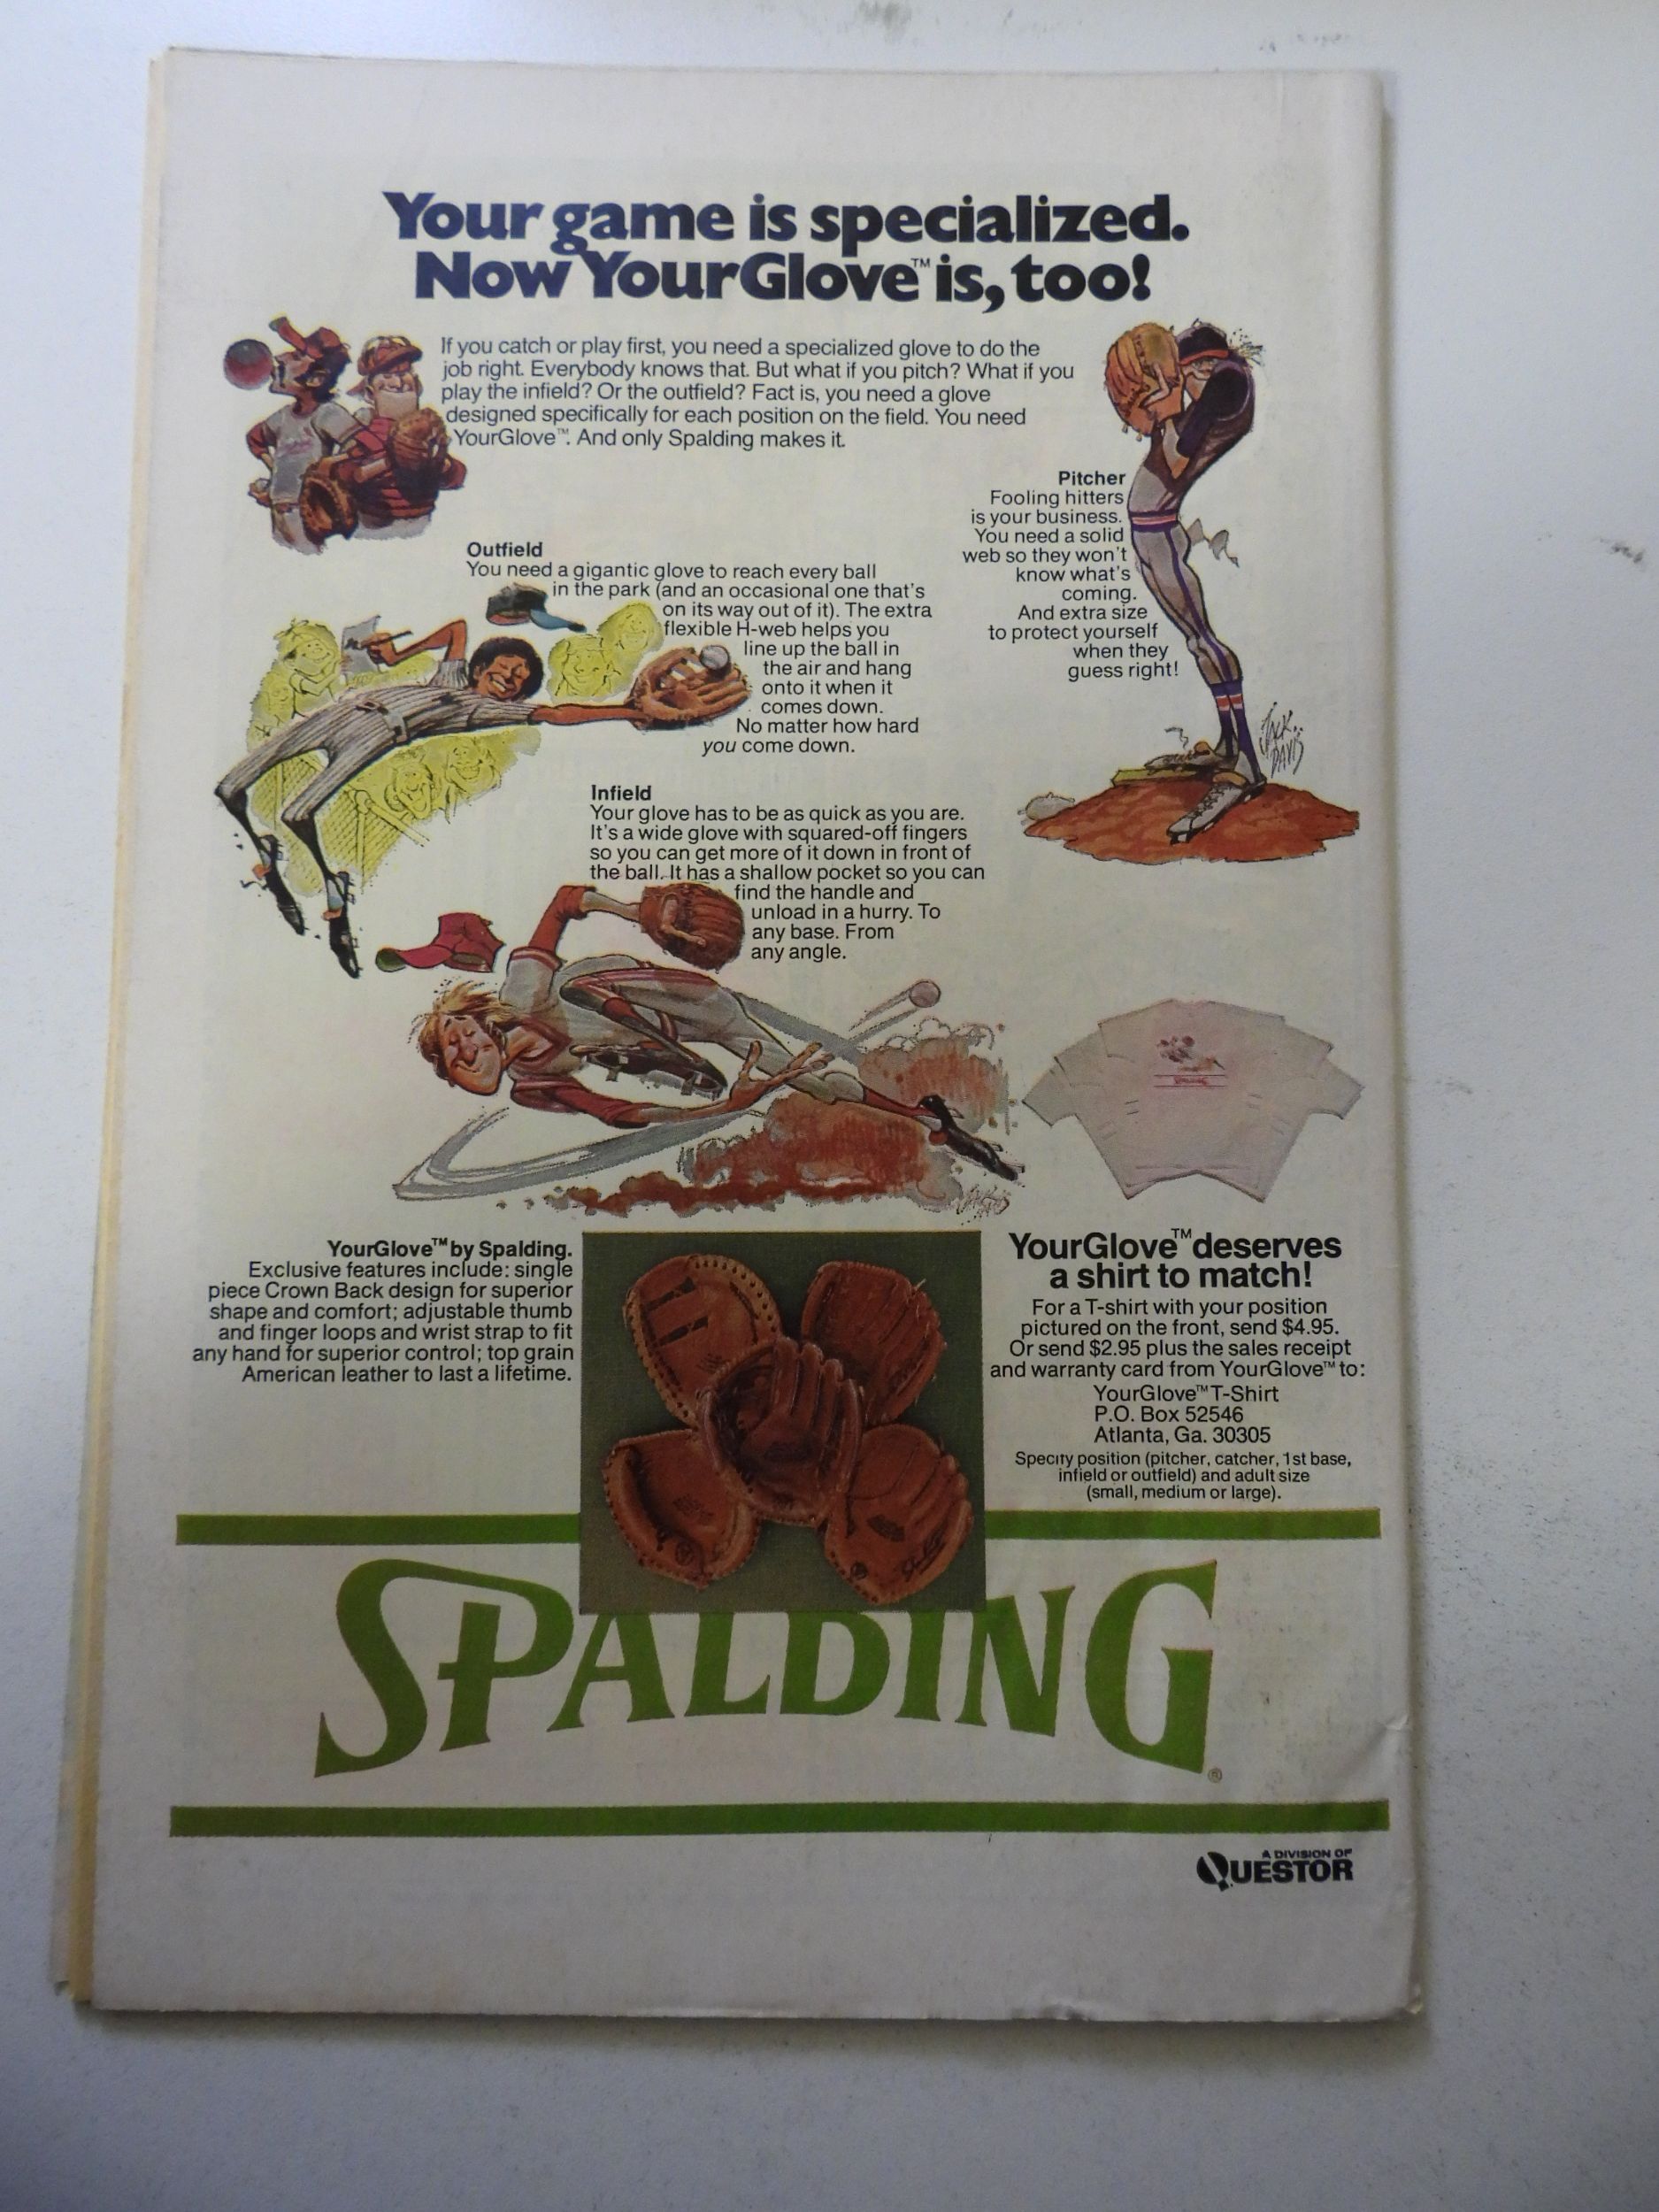 Your game is specialized.
Now YourGlove™ is, too!
If you catch or play first, you need a specialized glove to do the
job right. Everybody knows that. But what if you pitch? What if you
play the infield? Or the outfield? Fact is, you need a glove
designed specifically for each position on the field. You need
YourGlove™. And only Spalding makes it.
Pitcher
Fooling hitters
is your business.
You need a solid
web so they won't
know what's
coming.
And extra size
to protect yourself
when they
guess right!
JACK
DAVIS
Outfield
You need a gigantic glove to reach every ball
in the park (and an occasional one that's
on its way out of it). The extra
flexible H-web helps you
line up the ball in
the air and hang
onto it when it
comes down.
No matter how hard
you come down.
Infield
Your glove has to be as quick as you are.
It's a wide glove with squared-off fingers
so you can get more of it down in front of
the ball. It has a shallow pocket so you can
find the handle and
unload in a hurry. To
any base. From
any angle.
JACK
DAVIS
SPALDING
YourGlove™ by Spalding.
Exclusive features include: single
piece Crown Back design for superior
shape and comfort; adjustable thumb
and finger loops and wrist strap to fit
any hand for superior control; top grain
American leather to last a lifetime.
YourGlove™ deserves
a shirt to match!
For a T-shirt with your position
pictured on the front, send $4.95.
Or send $2.95 plus the sales receipt
and warranty card from YourGlove™ to:
YourGlove™ T-Shirt
P.O. Box 52546
Atlanta, Ga. 30305
Specify position (pitcher, catcher, 1st base,
infield or outfield) and adult size
(small, medium or large).
SPALDING®
A DIVISION OF
QUESTOR